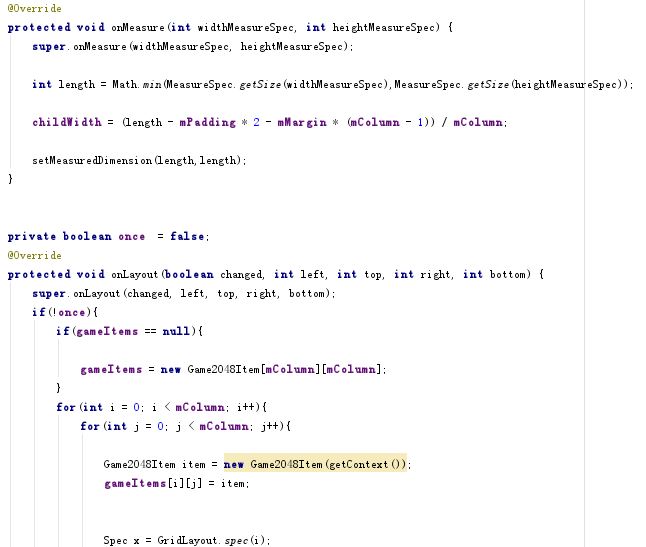 @Override
protected void onMeasure(int widthMeasureSpec, int heightMeasureSpec) {
super.onMeasure(widthMeasureSpec, heightMeasureSpec);
int length = Math.min(MeasureSpec.getSize(widthMeasureSpec),MeasureSpec.getSize(heightMeasureSpec));
childWidth = (length - mPadding * 2 - mMargin * (mColumn - 1)) / mColumn;
setMeasuredDimension(length,length);
}
private boolean once  = false;
@Override
protected void onLayout(boolean changed, int left, int top, int right, int bottom) {
super.onLayout(changed, left, top, right, bottom);
if(!once){
if(gameItems == null){
gameItems = new Game2048Item[mColumn][mColumn];
}
for(int i = 0; i < mColumn; i++){
for(int j = 0; j < mColumn; j++){
Game2048Item item = new Game2048Item(getContext());
gameItems[i][j] = item;
Spec x = GridLayout.spec(i);